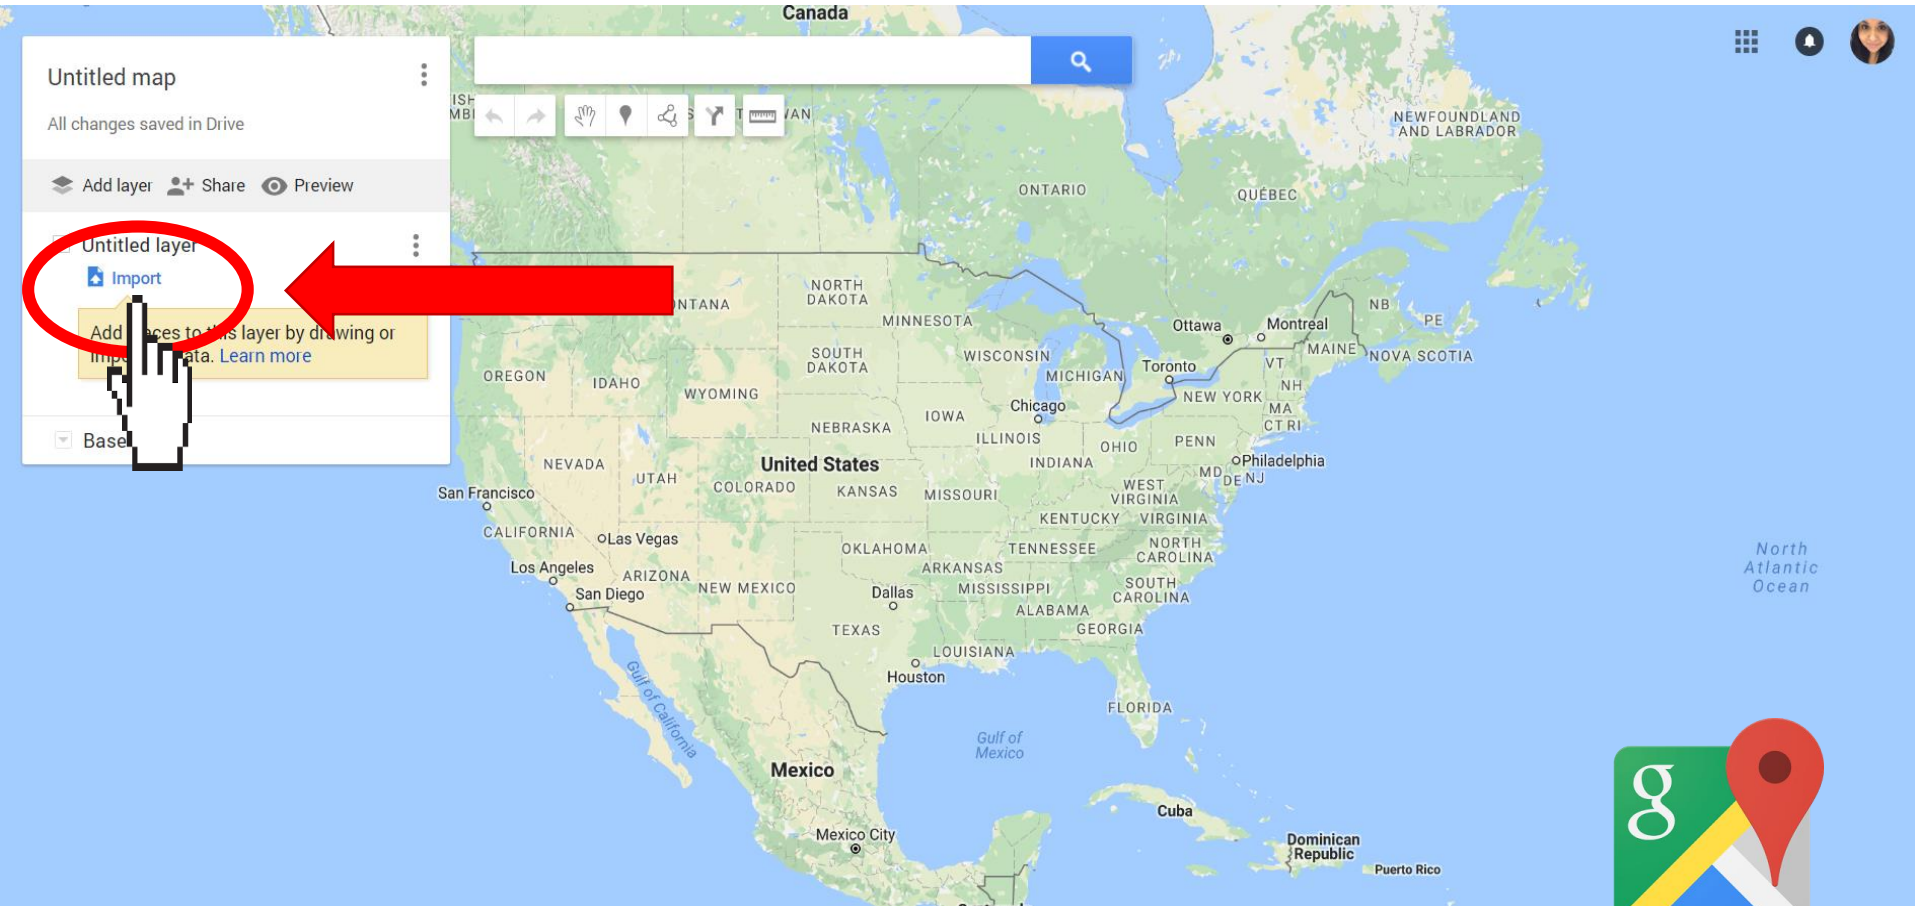 Canada
Untitled map
All changes saved in Drive
Add layer Share Preview
Untitled layer
Import
Add to this layer by drawing or
Learn more
Base
NEWFOUNDLAND
AND LABRADOR
ONTARIO
QUÉBEC
NORTH
DAKOTA
MINNESOTA
Ottawa
Montreal
NB
PE
SOUTH
DAKOTA
WISCONSIN
MICHIGAN
Toronto
VT
MAINE
NOVA SCOTIA
OREGON
IDAHO
WYOMING
NH
NEW YORK
MA
CT RI
IOWA
Chicago
NEBRASKA
ILLINOIS
OHIO
PENN
NEVADA
United States
INDIANA
MD
Philadelphia
UTAH
COLORADO
KANSAS
MISSOURI
WEST
VIRGINIA
DE NJ
San Francisco
KENTUCKY
VIRGINIA
CALIFORNIA
Las Vegas
OKLAHOMA
TENNESSEE
NORTH
CAROLINA
Los Angeles
ARIZONA
NEW MEXICO
ARKANSAS
San Diego
Dallas
MISSISSIPPI
SOUTH
CAROLINA
ALABAMA
TEXAS
GEORGIA
LOUISIANA
Houston
Gulf of California
FLORIDA
Gulf of
Mexico
Mexico
Mexico City
Cuba
Dominican
Republic
Puerto Rico
North
Atlantic
Ocean
g